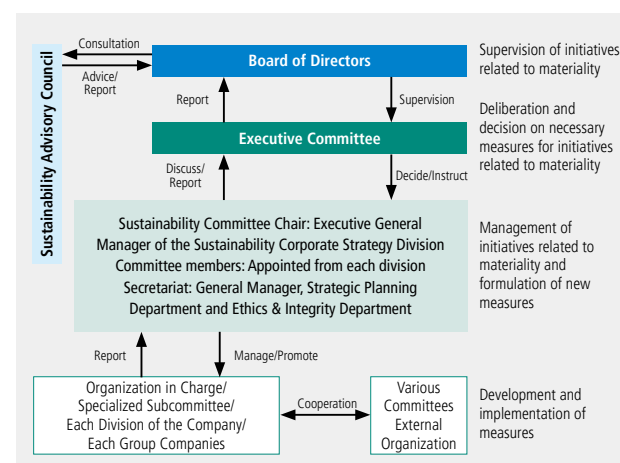 Sustainability Advisory Council
Consultation
Advice/
Report
Board of Directors
Supervision of initiatives
related to materiality
Report
Supervision
Executive Committee
Deliberation and
decision on necessary
measures for initiatives
related to materiality
Discuss/
Report
Decide/Instruct
Sustainability Committee Chair: Executive General
Manager of the Sustainability Corporate Strategy Division
Committee members: Appointed from each division
Secretariat: General Manager, Strategic Planning
Department and Ethics & Integrity Department
Management of
initiatives related to
materiality and
formulation of new
measures
Report
Manage/Promote
Organization in Charge/
Specialized Subcommittee/
Each Division of the Company/
Each Group Companies
Cooperation
Various
Committees
External
Organization
Development and
implementation of
measures